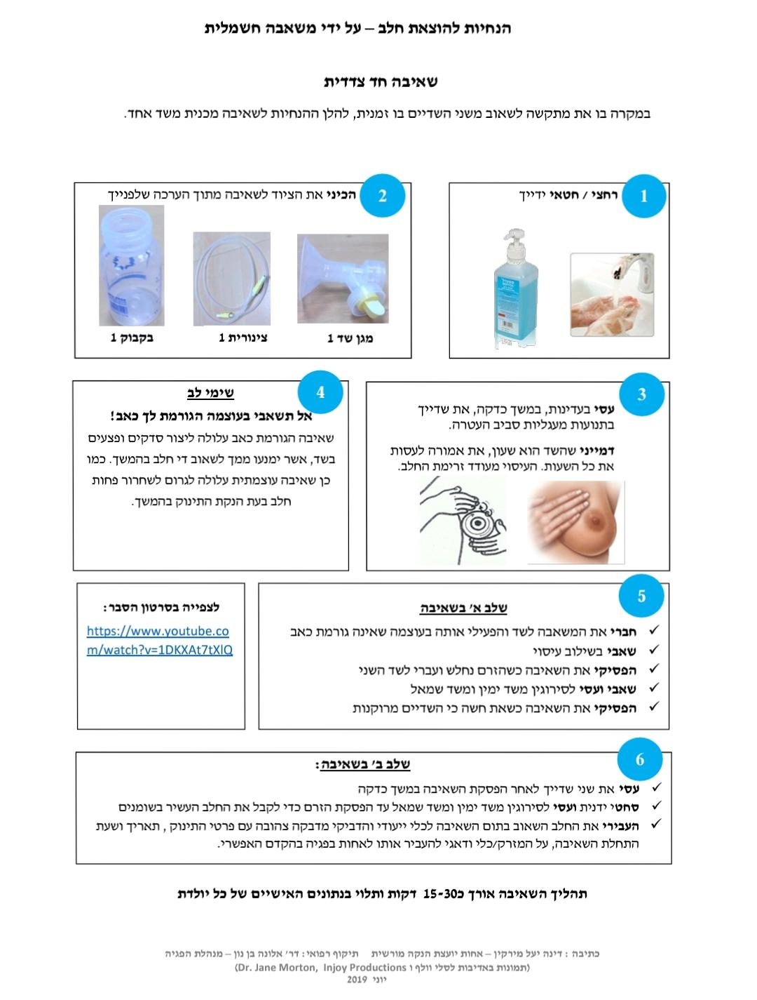 הנחיות להוצאת חלב – על ידי משאבה חשמלית
שאיבה חד צדדית
במקרה בו את מתקשה לשאוב משני השדיים בו זמנית, להלן ההנחיות לשאיבה מכנית משד אחד.
1
רחצי / חטאי ידייך
2
הכיני את הציוד לשאיבה מתוך הערכה שלפנייך
מגן שד 1
צינורית 1
בקבוק 1
3
עסי בעדינות, במשך כדקה, את שדייך
בתנועות מעגליות סביב העטרה.
דמייני שהשד הוא שעון, את אמורה לעסות
את כל השעות. העיסוי מעודד זרימת החלב.
4
שימי לב
אל תשאבי בעוצמה הגורמת לך כאב!
שאיבה הגורמת כאב עלולה ליצור סדקים ופצעים
בשד, אשר ימנעו ממך לשאוב די חלב בהמשך. כמו
כן שאיבה עוצמתית עלולה לגרום לשחרור פחות
חלב בעת הנקת התינוק בהמשך.
5
שלב א' בשאיבה
✓ חברי את המשאבה לשד והפעילי אותה בעוצמה שאינה גורמת כאב
✓ שאבי בשילוב עיסוי
✓ הפסיקי את השאיבה כשהזרם נחלש ועברי לשד השני
✓ שאבי ועסי לסירוגין משד ימין ומשד שמאל
✓ הפסיקי את השאיבה כשאת חשה כי השדיים מרוקנות
לצפייה בסרטון הסבר:
https://www.youtube.co
m/watch?v=1DKXAt7tXlQ
6
שלב ב' בשאיבה:
✓ עסי את שני שדייך לאחר הפסקת השאיבה במשך כדקה
✓ סחטי ידנית ועסי לסירוגין משד ימין ומשד שמאל עד הפסקת הזרם כדי לקבל את החלב העשיר בשומנים
✓ העבירי את החלב השאוב בתום השאיבה לכלי ייעודי והדביקי מדבקה צהובה עם פרטי התינוק , תאריך ושעת
התחלת השאיבה, על המזרק/כלי ודאגי להעביר אותו לאחות בפגיה בהקדם האפשרי.
תהליך השאיבה אורך כ15-30 דקות ותלוי בנתונים האישיים של כל יולדת
כתיבה : דינה יעל מירקין – אחות יועצת הנקה מורשית תיקוף רפואי: דר' אלונה בן נון – מנהלת הפגיה
(תמונות באדיבות לסלי וולף ו Dr. Jane Morton, Injoy Productions)
יוני 2019